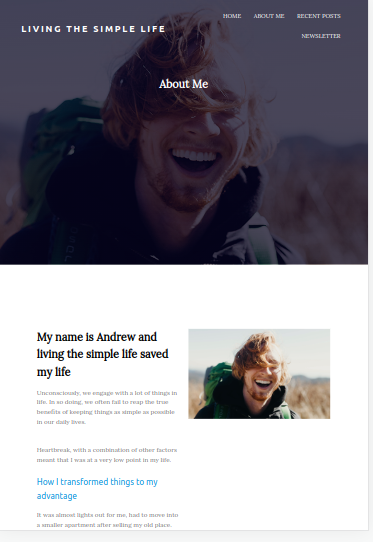 LIVING THE SIMPLE LIFE
HOME ABOUT ME RECENT POSTS
NEWSLETTER
About Me
My name is Andrew and
living the simple life saved
my life
Unconsciously, we engage with a lot of things in
life. In so doing, we often fail to reap the true
benefits of keeping things as simple as possible
in our daily lives.
Heartbreak, with a combination of other factors
meant that I was at a very low point in my life.
How I transformed things to my
advantage
It was almost lights out for me, had to move into
a smaller apartment after selling my old place.